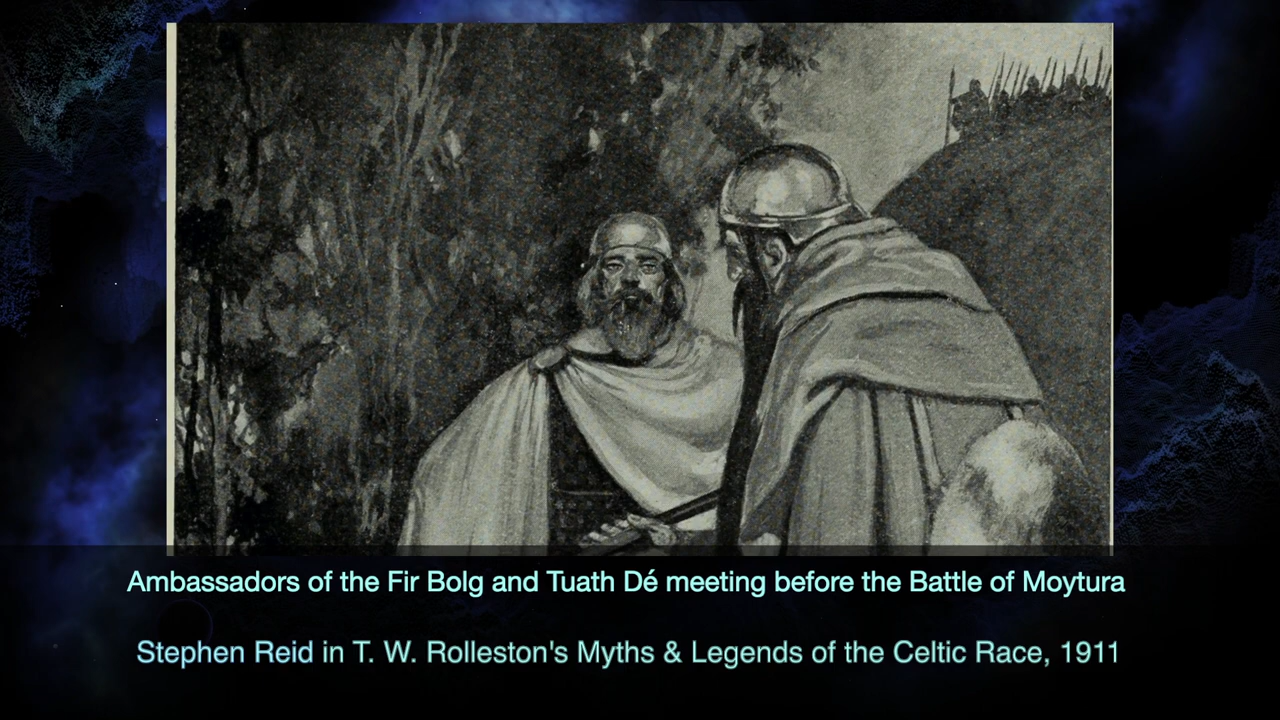 Ambassadors of the Fir Bolg and Tuath Dé meeting before the Battle of Moytura
Stephen Reid in T. W. Rolleston's Myths & Legends of the Celtic Race, 1911